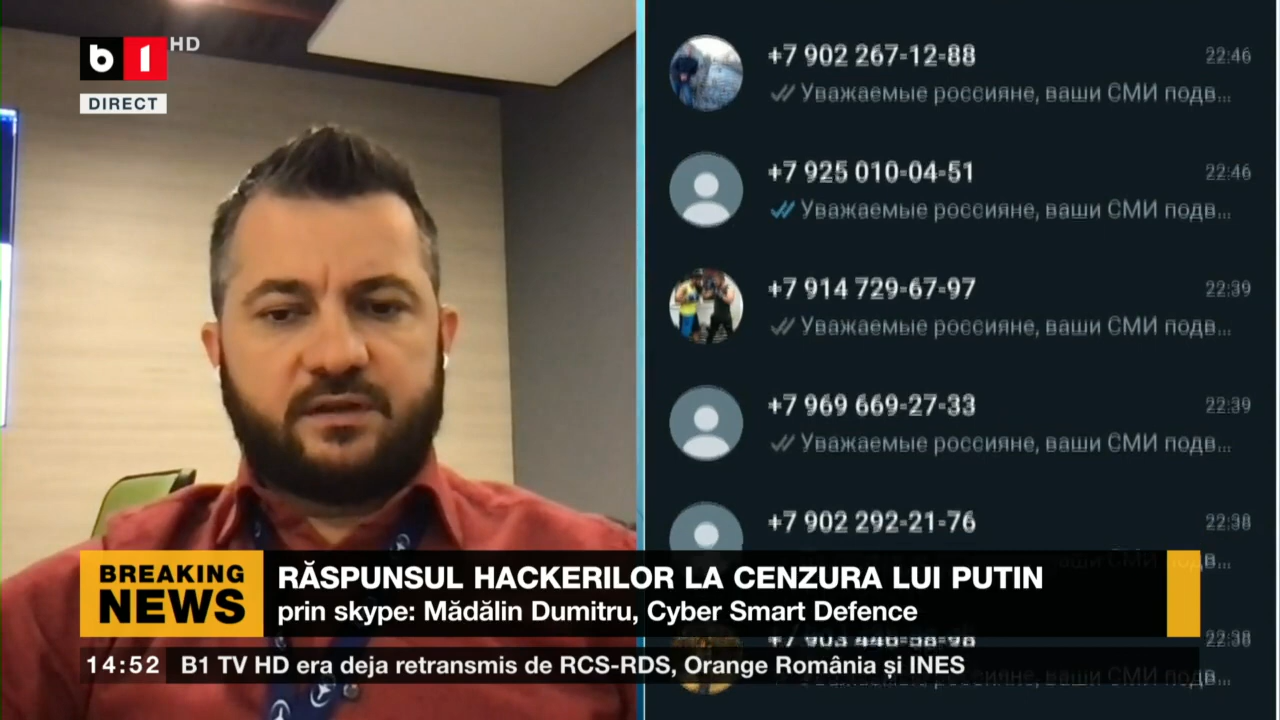 b1 HD
DIRECT
+7 902 267-12-88
22:46
Уважаемые россияне, ваши СМИ подв...
+7 925 010-04-51
22:46
Уважаемые россияне, ваши СМИ подв...
+7 914 729-67-97
22:39
Уважаемые россияне, ваши СМИ подв...
+7 969 669-27-33
22:39
Уважаемые россияне, ваши СМИ подв...
+7 902 292-21-76
BREAKING
NEWS
RĂSPUNSUL HACKERILOR LA CENZURA LUI PUTIN
prin skype: Mădălin Dumitru, Cyber Smart Defence
14:52 B1 TV HD era deja retransmis de RCS-RDS, Orange România și INES